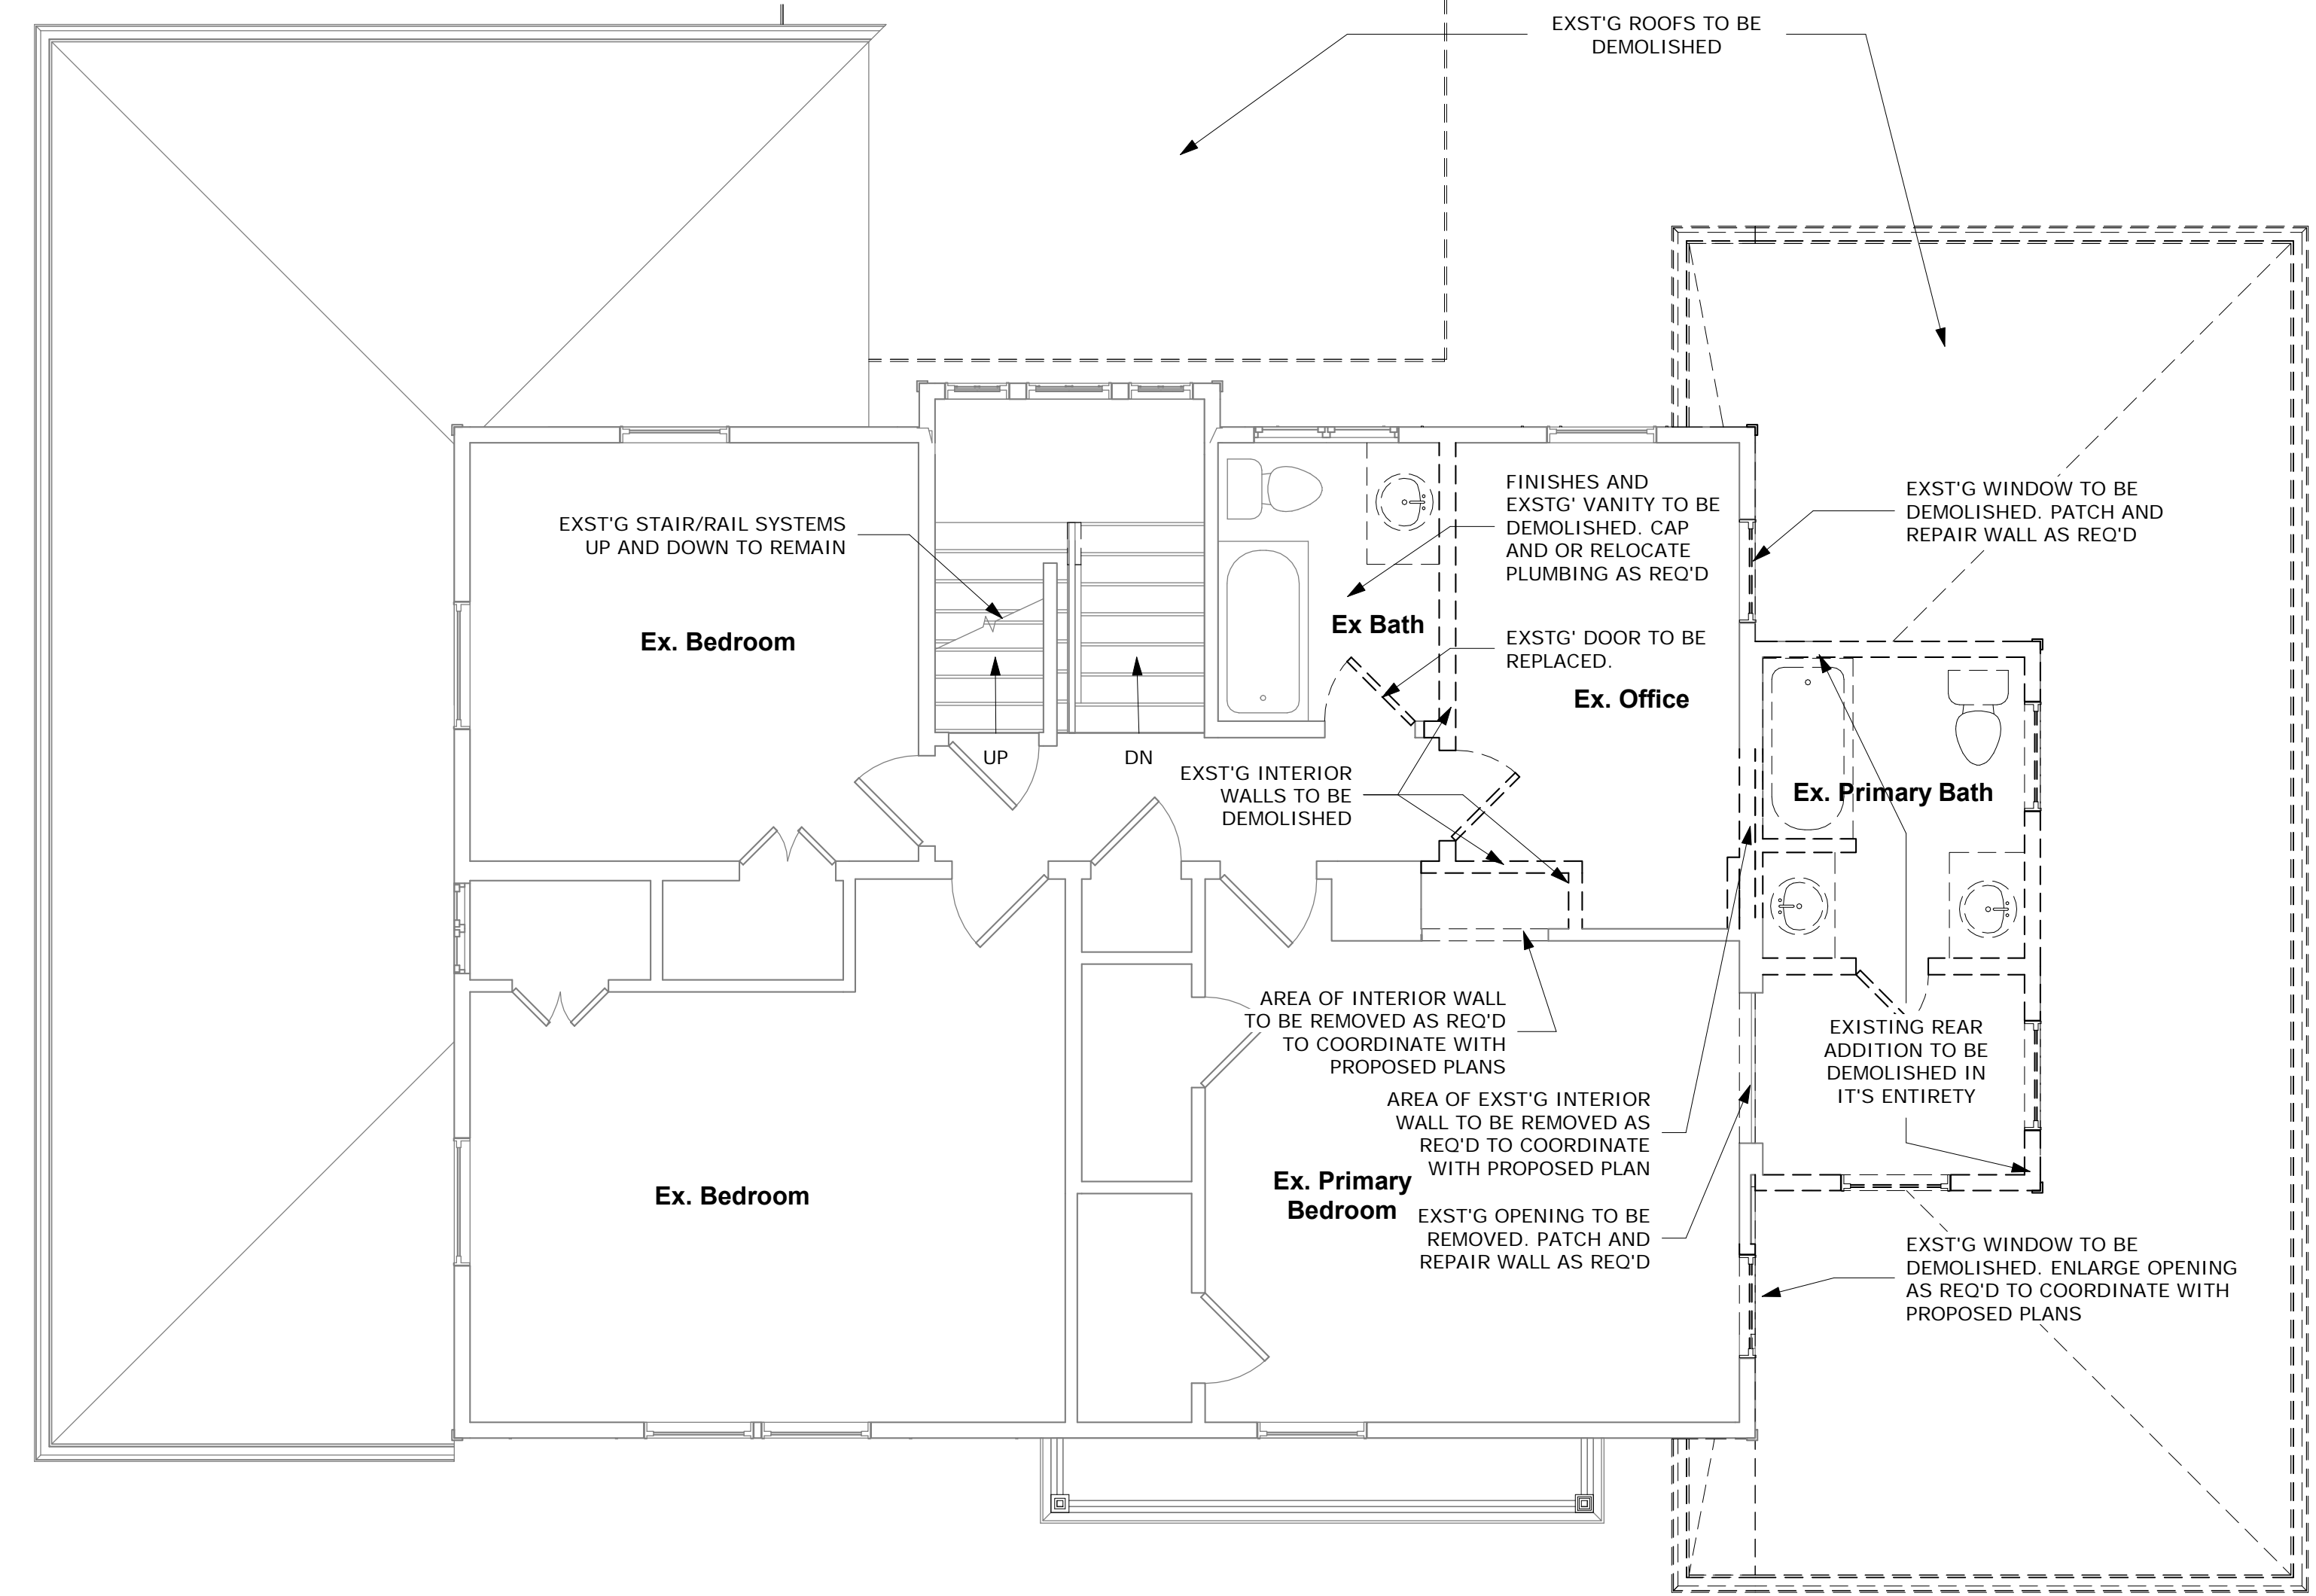 EXST'G ROOFS TO BE
DEMOLISHED
FINISHES AND
EXSTG' VANITY TO BE
DEMOLISHED. CAP
AND OR RELOCATE
PLUMBING AS REQ'D
EXST'G WINDOW TO BE
DEMOLISHED. PATCH AND
REPAIR WALL AS REQ'D
EXST'G STAIR/RAIL SYSTEMS
UP AND DOWN TO REMAIN
Ex. Bedroom
Ex Bath
EXSTG' DOOR TO BE
REPLACED.
Ex. Office
UP
DN
EXST'G INTERIOR
WALLS TO BE
DEMOLISHED
Ex. Primary Bath
AREA OF INTERIOR WALL
TO BE REMOVED AS REQ'D
TO COORDINATE WITH
PROPOSED PLANS
EXISTING REAR
ADDITION TO BE
DEMOLISHED IN
IT'S ENTIRETY
AREA OF EXST'G INTERIOR
WALL TO BE REMOVED AS
REQ'D TO COORDINATE
WITH PROPOSED PLAN
Ex. Bedroom
Ex. Primary
Bedroom
EXST'G OPENING TO BE
REMOVED. PATCH AND
REPAIR WALL AS REQ'D
EXST'G WINDOW TO BE
DEMOLISHED. ENLARGE OPENING
AS REQ'D TO COORDINATE WITH
PROPOSED PLANS